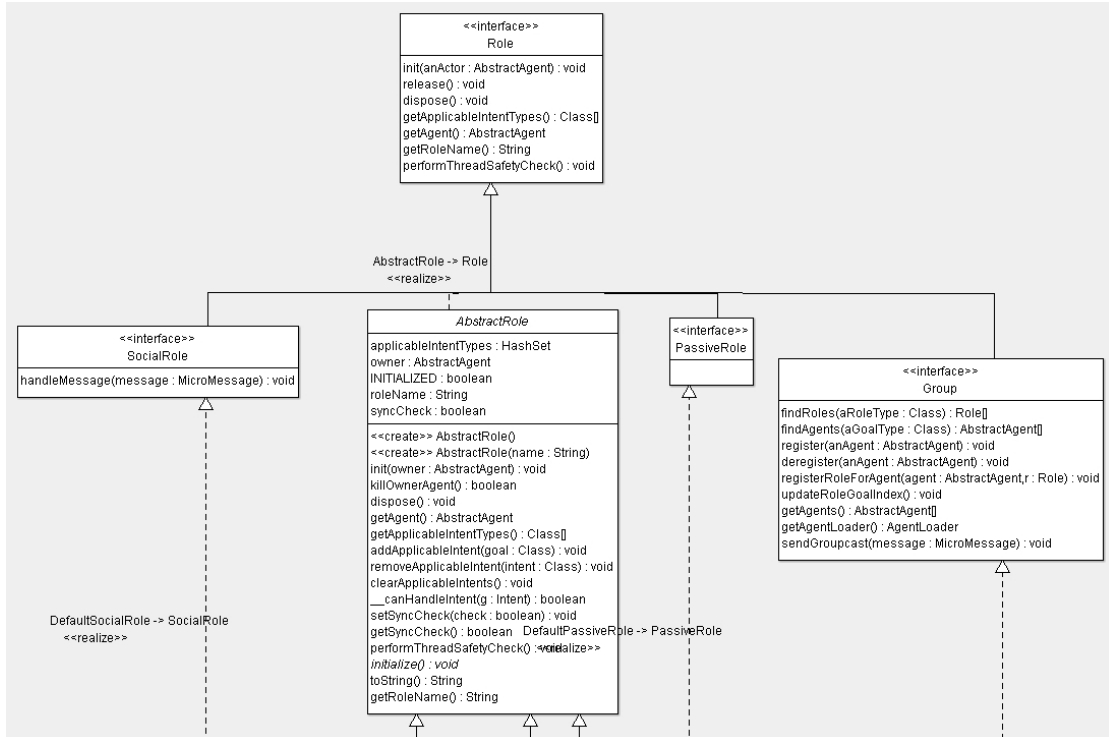 <<interface>>
Role
init(anActor : AbstractAgent) : void
release() : void
dispose() : void
getApplicableIntentTypes() : Class[]
getAgent() : AbstractAgent
getRoleName() : String
performThreadSafetyCheck() : void
AbstractRole -> Role
<<realize>>
<<interface>>
SocialRole
handleMessage(message : MicroMessage) : void
AbstractRole
applicableIntentTypes : HashSet
owner : AbstractAgent
INITIALIZED : boolean
roleName : String
syncCheck : boolean
<<create>> AbstractRole()
<<create>> AbstractRole(name : String)
init(owner : AbstractAgent) : void
killOwnerAgent() : boolean
dispose() : void
getAgent() : AbstractAgent
getApplicableIntentTypes() : Class[]
addApplicableIntent(goal : Class) : void
removeApplicableIntent(intent : Class) : void
clearApplicableIntents() : void
__canHandleIntent(g : Intent) : boolean
setSyncCheck(check : boolean) : void
getSyncCheck() : boolean
performThreadSafetyCheck() : void
initialize() : void
toString() : String
getRoleName() : String
<<interface>>
PassiveRole
<<interface>>
Group
findRoles(aRoleType : Class) : Role[]
findAgents(aGoalType : Class) : AbstractAgent[]
register(anAgent : AbstractAgent) : void
deregister(anAgent : AbstractAgent) : void
registerRoleForAgent(agent : AbstractAgent,r : Role) : void
updateRoleGoalIndex() : void
getAgents() : AbstractAgent[]
getAgentLoader() : AgentLoader
sendGroupcast(message : MicroMessage) : void
DefaultSocialRole -> SocialRole
<<realize>>
DefaultPassiveRole -> PassiveRole
<<realize>>